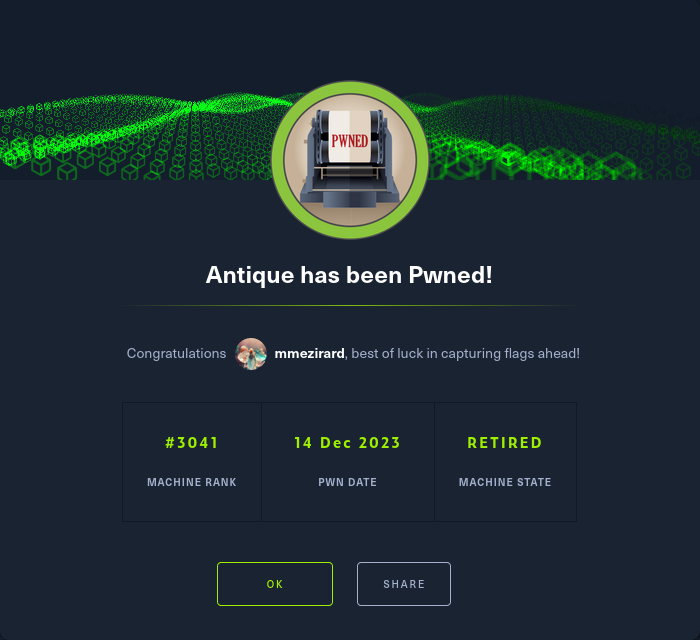 PWNED
Antique has been Pwned!
Congratulations mmezirard, best of luck in capturing flags ahead!
#3041 14 Dec 2023 RETIRED
MACHINE RANK PWN DATE MACHINE STATE
OK SHARE